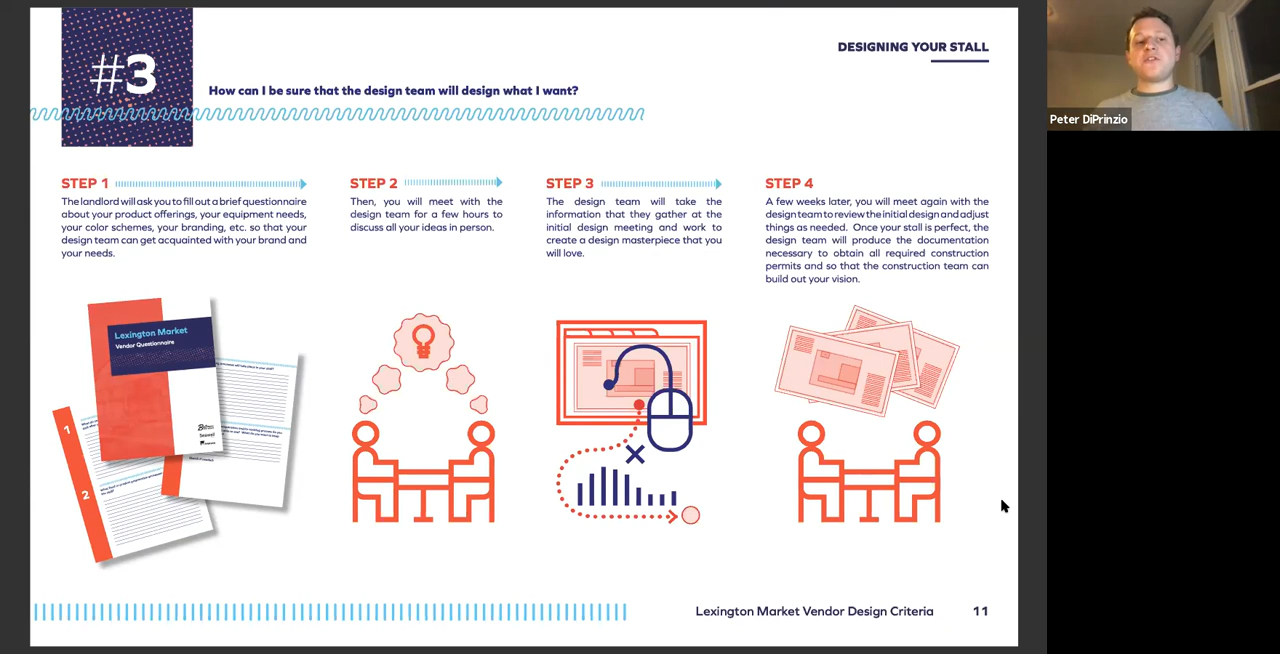 #3
DESIGNING YOUR STALL
How can I be sure that the design team will design what I want?
Peter DiPrinzio
STEP 1
The landlord will ask you to fill out a brief questionnaire
about your product offerings, your equipment needs,
your color schemes, your branding, etc. so that your
design team can get acquainted with your brand and
your needs.
STEP 2
Then, you will meet with the
design team for a few hours to
discuss all your ideas in person.
STEP 3
The design team will take the
information that they gather at the
initial design meeting and work to
create a design masterpiece that you
will love.
STEP 4
A few weeks later, you will meet again with the
design team to review the initial design and adjust
things as needed. Once your stall is perfect, the
design team will produce the documentation
necessary to obtain all required construction
permits and so that the construction team can
build out your vision.
Lexington Market
Vendor Questionnaire
Seawall
1
2
Lexington Market Vendor Design Criteria
11